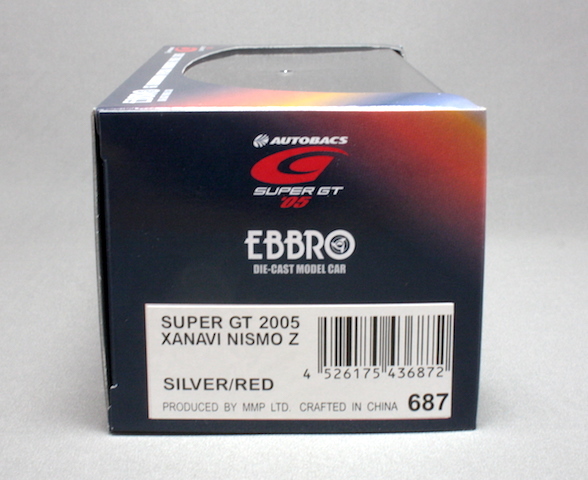 AUTOBACS
SUPER GT
'05
EBBRO
DIE-CAST MODEL CAR
SUPER GT 2005
XANAVI NISMO Z
4 526175 436872
SILVER/RED
PRODUCED BY MMP LTD. CRAFTED IN CHINA 687